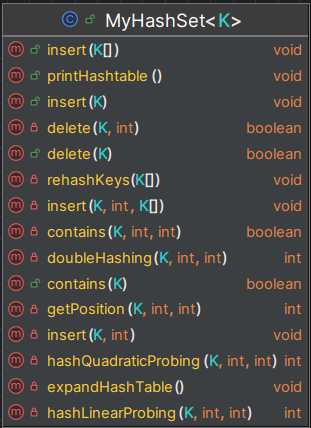 MyHashSet<K>
insert(K[]) void
printHashtable () void
insert(K) void
delete(K, int) boolean
delete(K) boolean
rehashKeys(K[]) void
insert(K, int, K[]) void
contains(K, int, int) boolean
doubleHashing(K, int, int) int
contains(K) boolean
getPosition(K, int, int) int
insert(K, int) void
hashQuadraticProbing (K, int, int) int
expandHashTable() void
hashLinearProbing(K, int, int) int